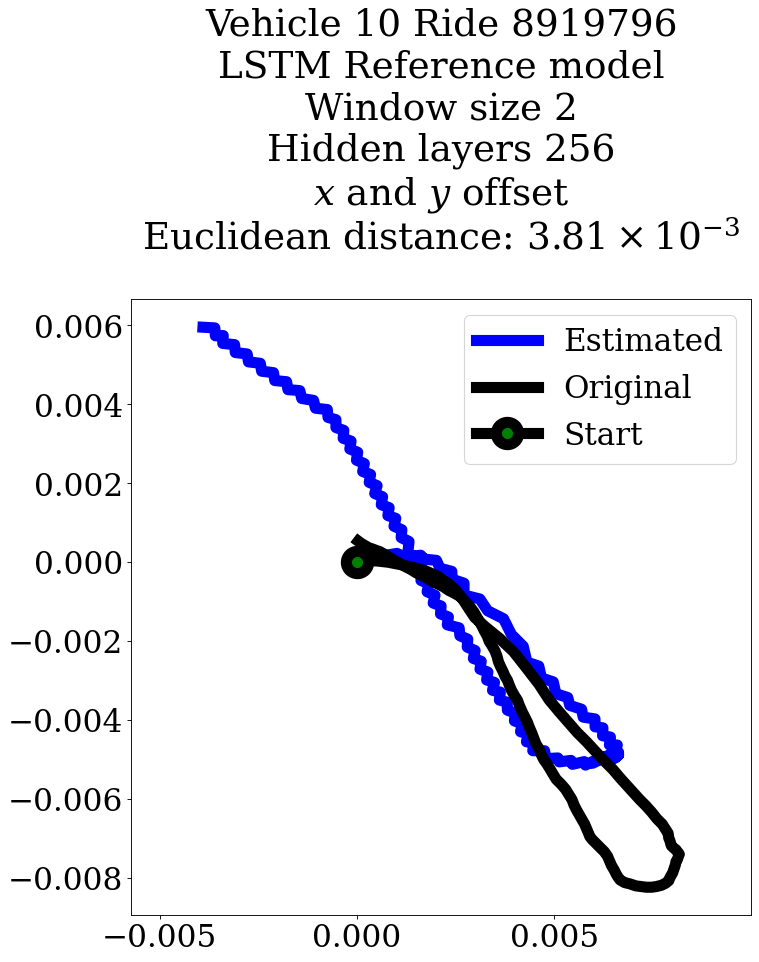 Vehicle 10 Ride 8919796
LSTM Reference model
Window size 2
Hidden layers 256
x and y offset
Euclidean distance: 3.81 × 10⁻³
Estimated
Original
Start
0.006
0.004
0.002
0.000
−0.002
−0.004
−0.006
−0.008
−0.005 0.000 0.005